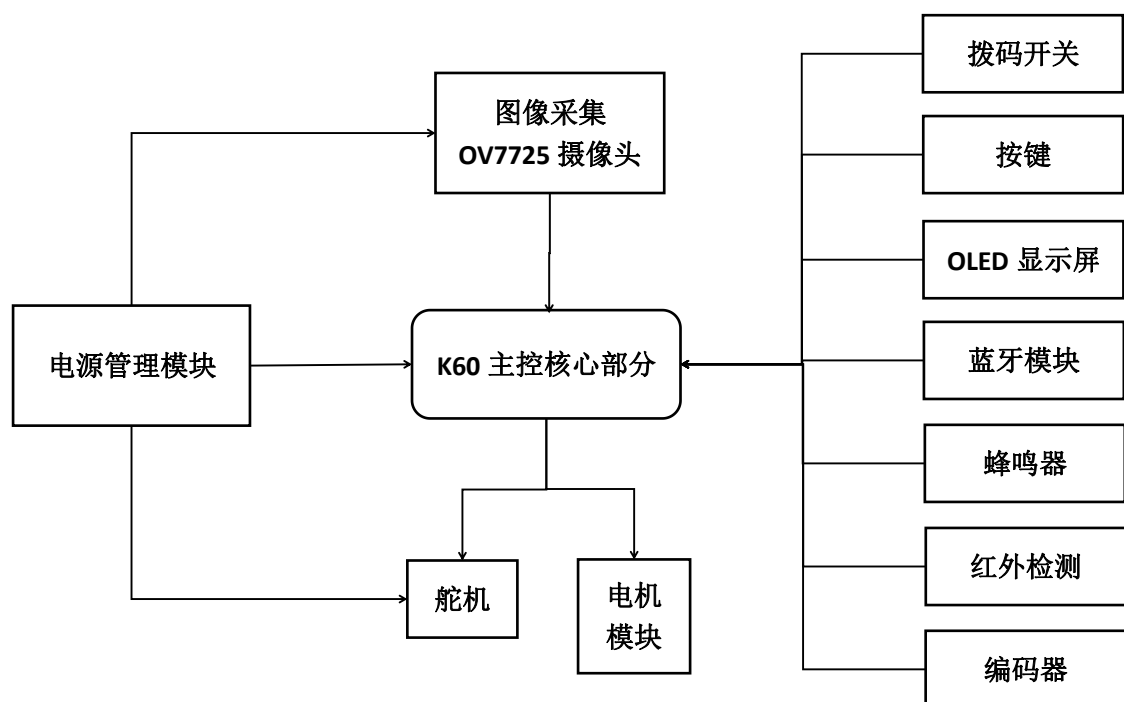 图像采集
OV7725 摄像头
电源管理模块
K60 主控核心部分
舵机
电机
模块
拨码开关
按键
OLED 显示屏
蓝牙模块
蜂鸣器
红外检测
编码器